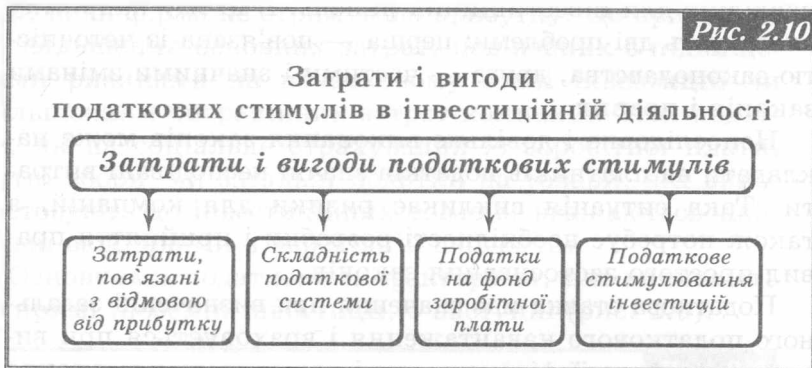 Рис. 2.10
Затрати і вигоди
податкових стимулів в інвестиційній діяльності
Затрати і вигоди податкових стимулів
Затрати,
пов`язані
з відмовою
від прибутку
Складність
податкової
системи
Податки
на фонд
заробітної
плати
Податкове
стимулювання
інвестицій